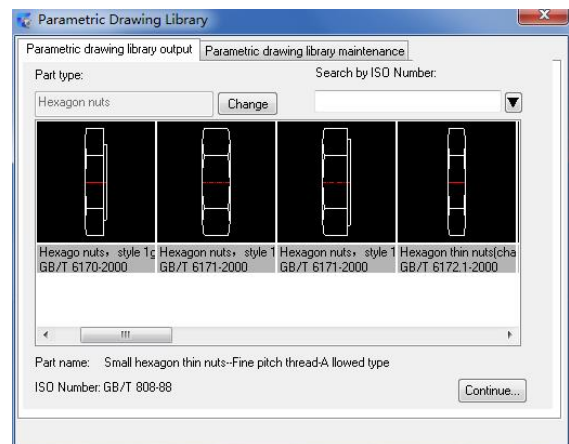 Parametric Drawing Library
Parametric drawing library output Parametric drawing library maintenance
Part type: Search by ISO Number:
Hexagon nuts Change
Hexago nuts, style 1g Hexagon nuts, style 1 Hexagon nuts, style 1 Hexagon thin nuts(cha
GB/T 6170-2000 GB/T 6171-2000 GB/T 6171-2000 GB/T 6172.1-2000
Part name: Small hexagon thin nuts--Fine pitch thread-A llowed type
ISO Number: GB/T 808-88 Continue...